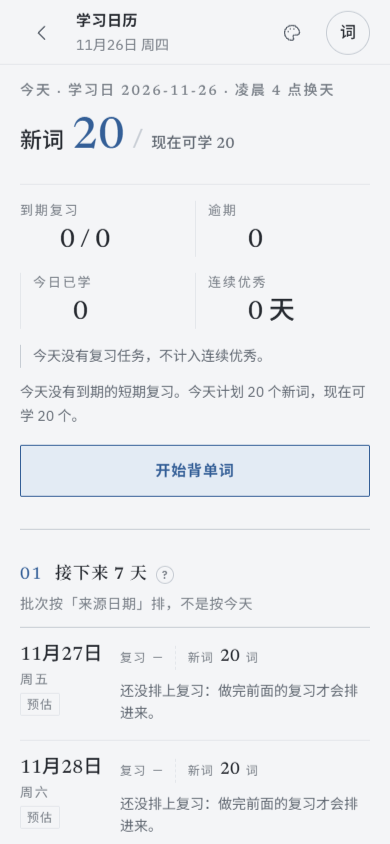 学习日历
11月26日 周四
词
今天 · 学习日 2026-11-26 · 凌晨 4 点换天
新词 20 / 现在可学 20
到期复习
0 / 0
逾期
0
今日已学
0
连续优秀
0 天
今天没有复习任务，不计入连续优秀。
今天没有到期的短期复习。今天计划 20 个新词，现在可
学 20 个。
开始背单词
01 接下来 7 天 ?
批次按「来源日期」排，不是按今天
11月27日
周五
预估
复习 — 新词 20 词
还没排上复习：做完前面的复习才会排
进来。
11月28日
周六
预估
复习 — 新词 20 词
还没排上复习：做完前面的复习才会排
进来。